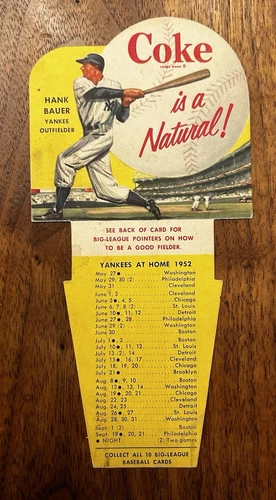 Coke
TRADE MARK ®
is a
Natural!
HANK
BAUER
YANKEE
OUTFIELDER
SEE BACK OF CARD FOR
BIG-LEAGUE POINTERS ON HOW
TO BE A GOOD FIELDER.
YANKEES AT HOME 1952
May 27● Washington
May 29, 30 (2) Philadelphia
May 31 Cleveland
June 1, 2 Cleveland
June 3●, 4, 5 Chicago
June 6, 7, 8 (2) St. Louis
June 10●, 11, 12 Detroit
June 27●, 28 Philadelphia
June 29 (2) Washington
June 30 Boston
July 1●, 2 Boston
July 10●, 11, 12 St. Louis
July 13 (2), 14 Detroit
July 15●, 16, 17 Cleveland
July 18, 19, 20 Chicago
July 21● Brooklyn
Aug. 8●, 9, 10 Boston
Aug. 12●, 13, 14 Washington
Aug. 19●, 20, 21 Chicago
Aug. 22, 23 Cleveland
Aug. 24, 25 Detroit
Aug. 26●, 27 St. Louis
Aug. 28, 30, 31 Washington
Sept. 1 (2) Boston
Sept. 19●, 20, 21 Philadelphia
● NIGHT (2) Two games
COLLECT ALL 10 BIG-LEAGUE
BASEBALL CARDS